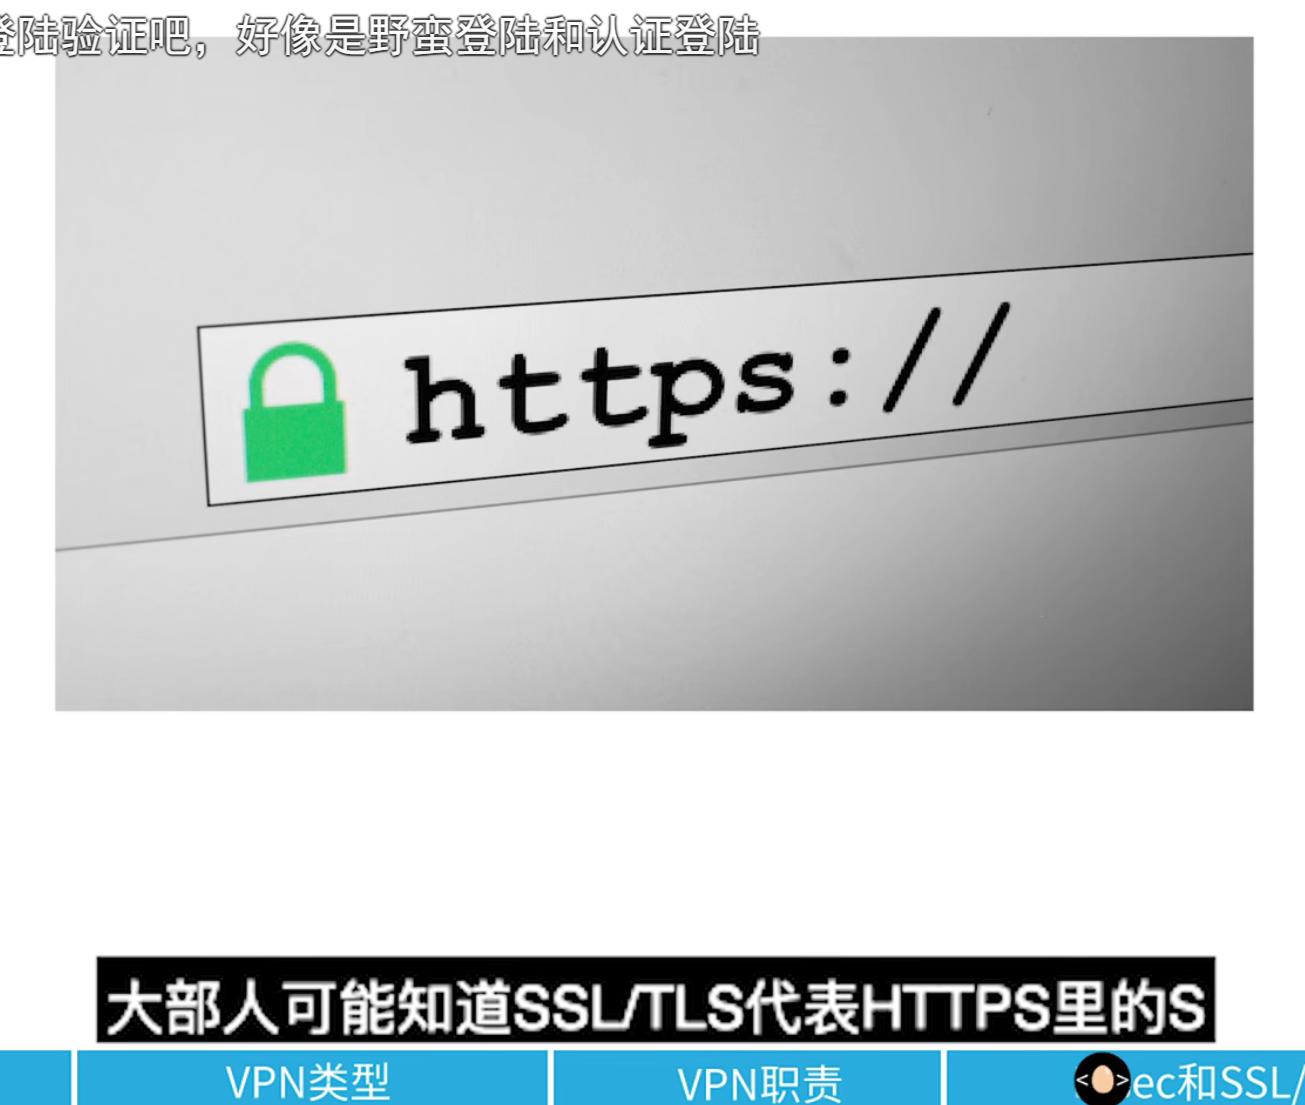 登陆验证吧，好像是野蛮登陆和认证登陆
https://
大部人可能知道SSL/TLS代表HTTPS里的S
VPN类型
VPN职责
ec和SSL/